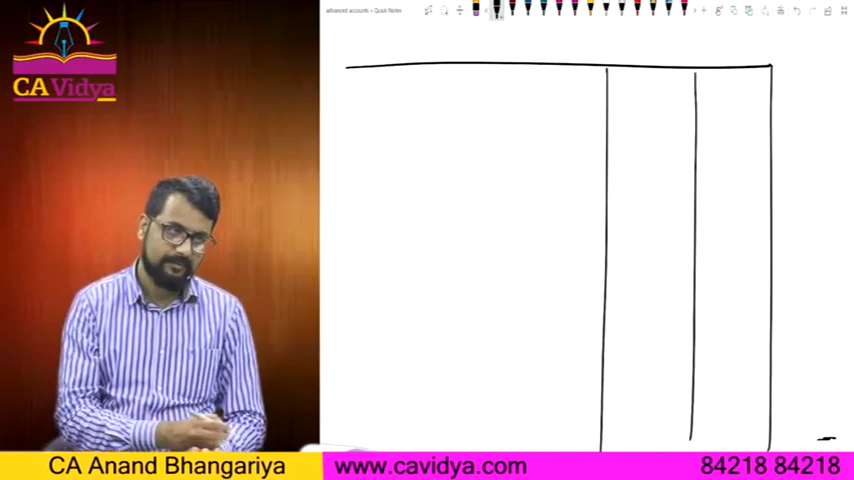 advanced accounts – Quick Notes
CA Vidya
CA Anand Bhangariya
www.cavidya.com
84218 84218